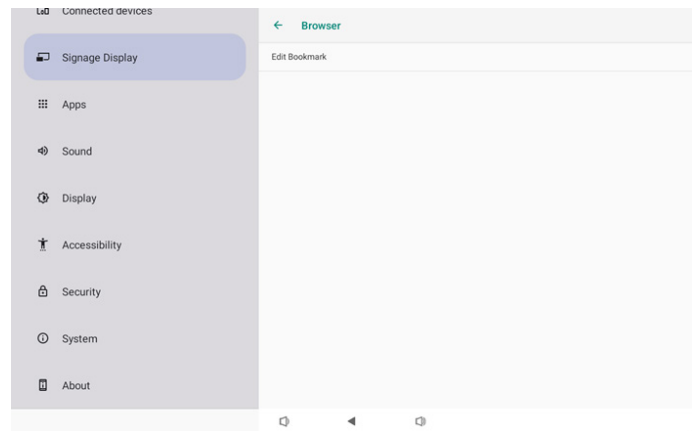 Connected devices
Signage Display
Apps
Sound
Display
Accessibility
Security
System
About
Browser
Edit Bookmark